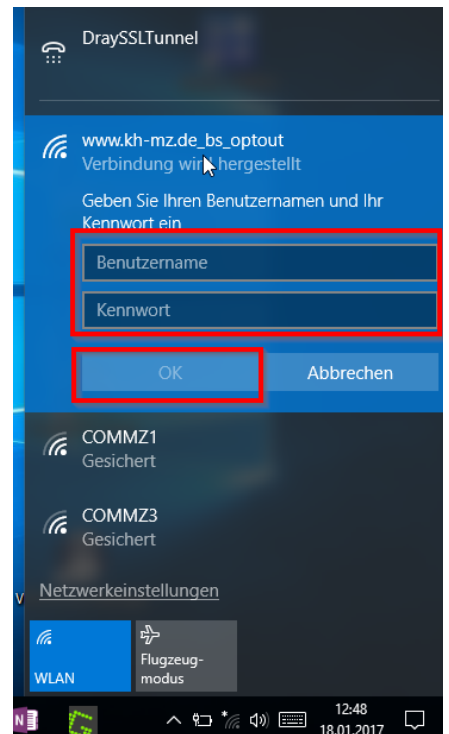 DraySSLTunnel
www.kh-mz.de_bs_optout
Verbindung wird hergestellt
Geben Sie Ihren Benutzernamen und Ihr
Kennwort ein
Benutzername
Kennwort
OK Abbrechen
COMMZ1
Gesichert
COMMZ3
Gesichert
V
Netzwerkeinstellungen
WLAN
Flugzeug-
modus
N
12:48
18.01.2017